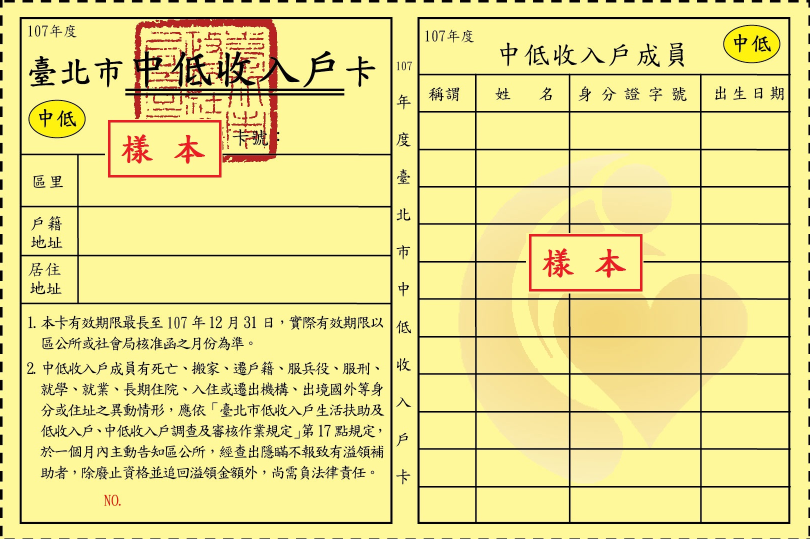 107年度
臺北市中低收入戶卡
中低
卡號：
樣 本
區里
戶籍
地址
居住
地址
1. 本卡有效期限最長至 107 年 12 月 31 日，實際有效期限以
區公所或社會局核准函之月份為準。
2. 中低收入戶成員有死亡、搬家、遷戶籍、服兵役、服刑、
就學、就業、長期住院、入住或遷出機構、出境國外等身
分或住址之異動情形，應依「臺北市低收入戶生活扶助及
低收入戶、中低收入戶調查及審核作業規定」第 17 點規定，
於一個月內主動告知區公所，經查出隱瞞不報致有溢領補
助者，除廢止資格並追回溢領金額外，尚需負法律責任。
NO.
107年度臺北市中低收入戶卡
107年度
中低收入戶成員
中低
稱謂 姓 名 身分證字號 出生日期
樣 本